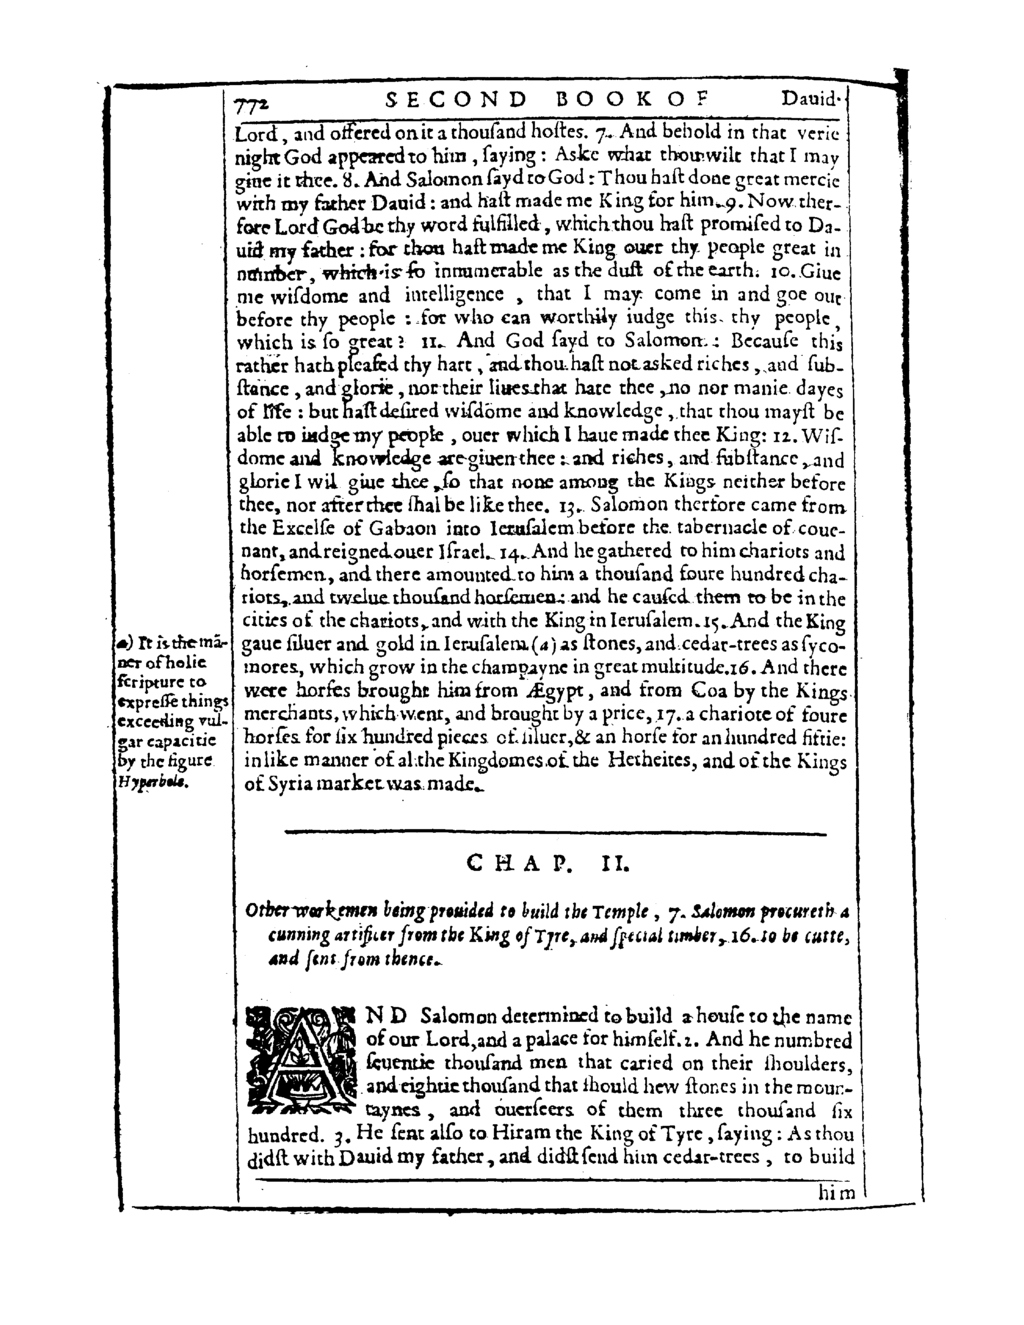 772 SECOND BOOK OF Dauid.
Lord, and offered on it a thouſand hoſtes. 7. And behold in that verie
night God appeared to him, ſaying: Aske what thou wilt that I may
giue it thee. 8. And Salomon ſayd to God: Thou haſt done great mercie
with my father Dauid: and haſt made me King for him. 9. Now ther-
fore Lord God be thy word fulfilled, which thou haſt promiſed to Da-
uid my father: for thou haſt made me King ouer thy people great in
number, which is ſo innumerable as the duſt of the earth. 10. Giue
me wiſdome and intelligence, that I may come in and goe out
before thy people: for who can worthily iudge this thy people,
which is ſo great? 11. And God ſayd to Salomon: Becauſe this
rather hath pleaſed thy hart, and thou haſt not asked riches, and ſub-
ſtance, and glorie, nor their liues that hate thee, no nor manie dayes
of life: but haſt deſired wiſdome and knowledge, that thou mayſt be
able to iudge my people, ouer which I haue made thee King: 12. Wiſ-
dome and knowledge are giuen thee: and riches, and ſubſtance, and
glorie I wil giue thee, ſo that none among the Kings neither before
thee, nor after thee ſhal be like thee. 13. Salomon therfore came from
the Excelſe of Gabaon into Ieruſalem before the tabernacle of coue-
nant, and reigned ouer Iſrael. 14. And he gathered to him chariots and
horſemen, and there amounted to him a thouſand foure hundred cha-
riots, and twelue thouſand horſemen: and he cauſed them to be in the
cities of the chariots, and with the King in Ieruſalem. 15. And the King
gaue ſiluer and gold in Ieruſalem (a) as ſtones, and cedar-trees as ſyco-
mores, which grow in the champayne in great multitude. 16. And there
were horſes brought him from Ægypt, and from Coa by the Kings
merchants, which went, and brought by a price, 17. a chariote of foure
horſes for ſix hundred pieces of ſiluer, & an horſe for an hundred fiftie:
in like manner of al the Kingdomes of the Hetheites, and of the Kings
of Syria market was made.
a) It is the mā-
ner of holie
ſcripture to
expreſſe things
exceeding vul-
gar capacitie
by the figure
Hyperbole.
CHAP. II.
Other workemen being prouided to build the Temple, 7. Salomon procureth a
cunning artificer from the King of Tyre, and ſpecial timber, 16. to be cutte,
and ſent from thence.
AND Salomon determined to build a houſe to the name
of our Lord, and a palace for himſelf. 2. And he numbred
ſeuentie thouſand men that caried on their ſhoulders,
and eightie thouſand that ſhould hew ſtones in the moun-
taynes, and ouerſeers of them three thouſand ſix
hundred. 3. He ſent alſo to Hiram the King of Tyre, ſaying: As thou
didſt with Dauid my father, and didſt ſend him cedar-trees, to build
him